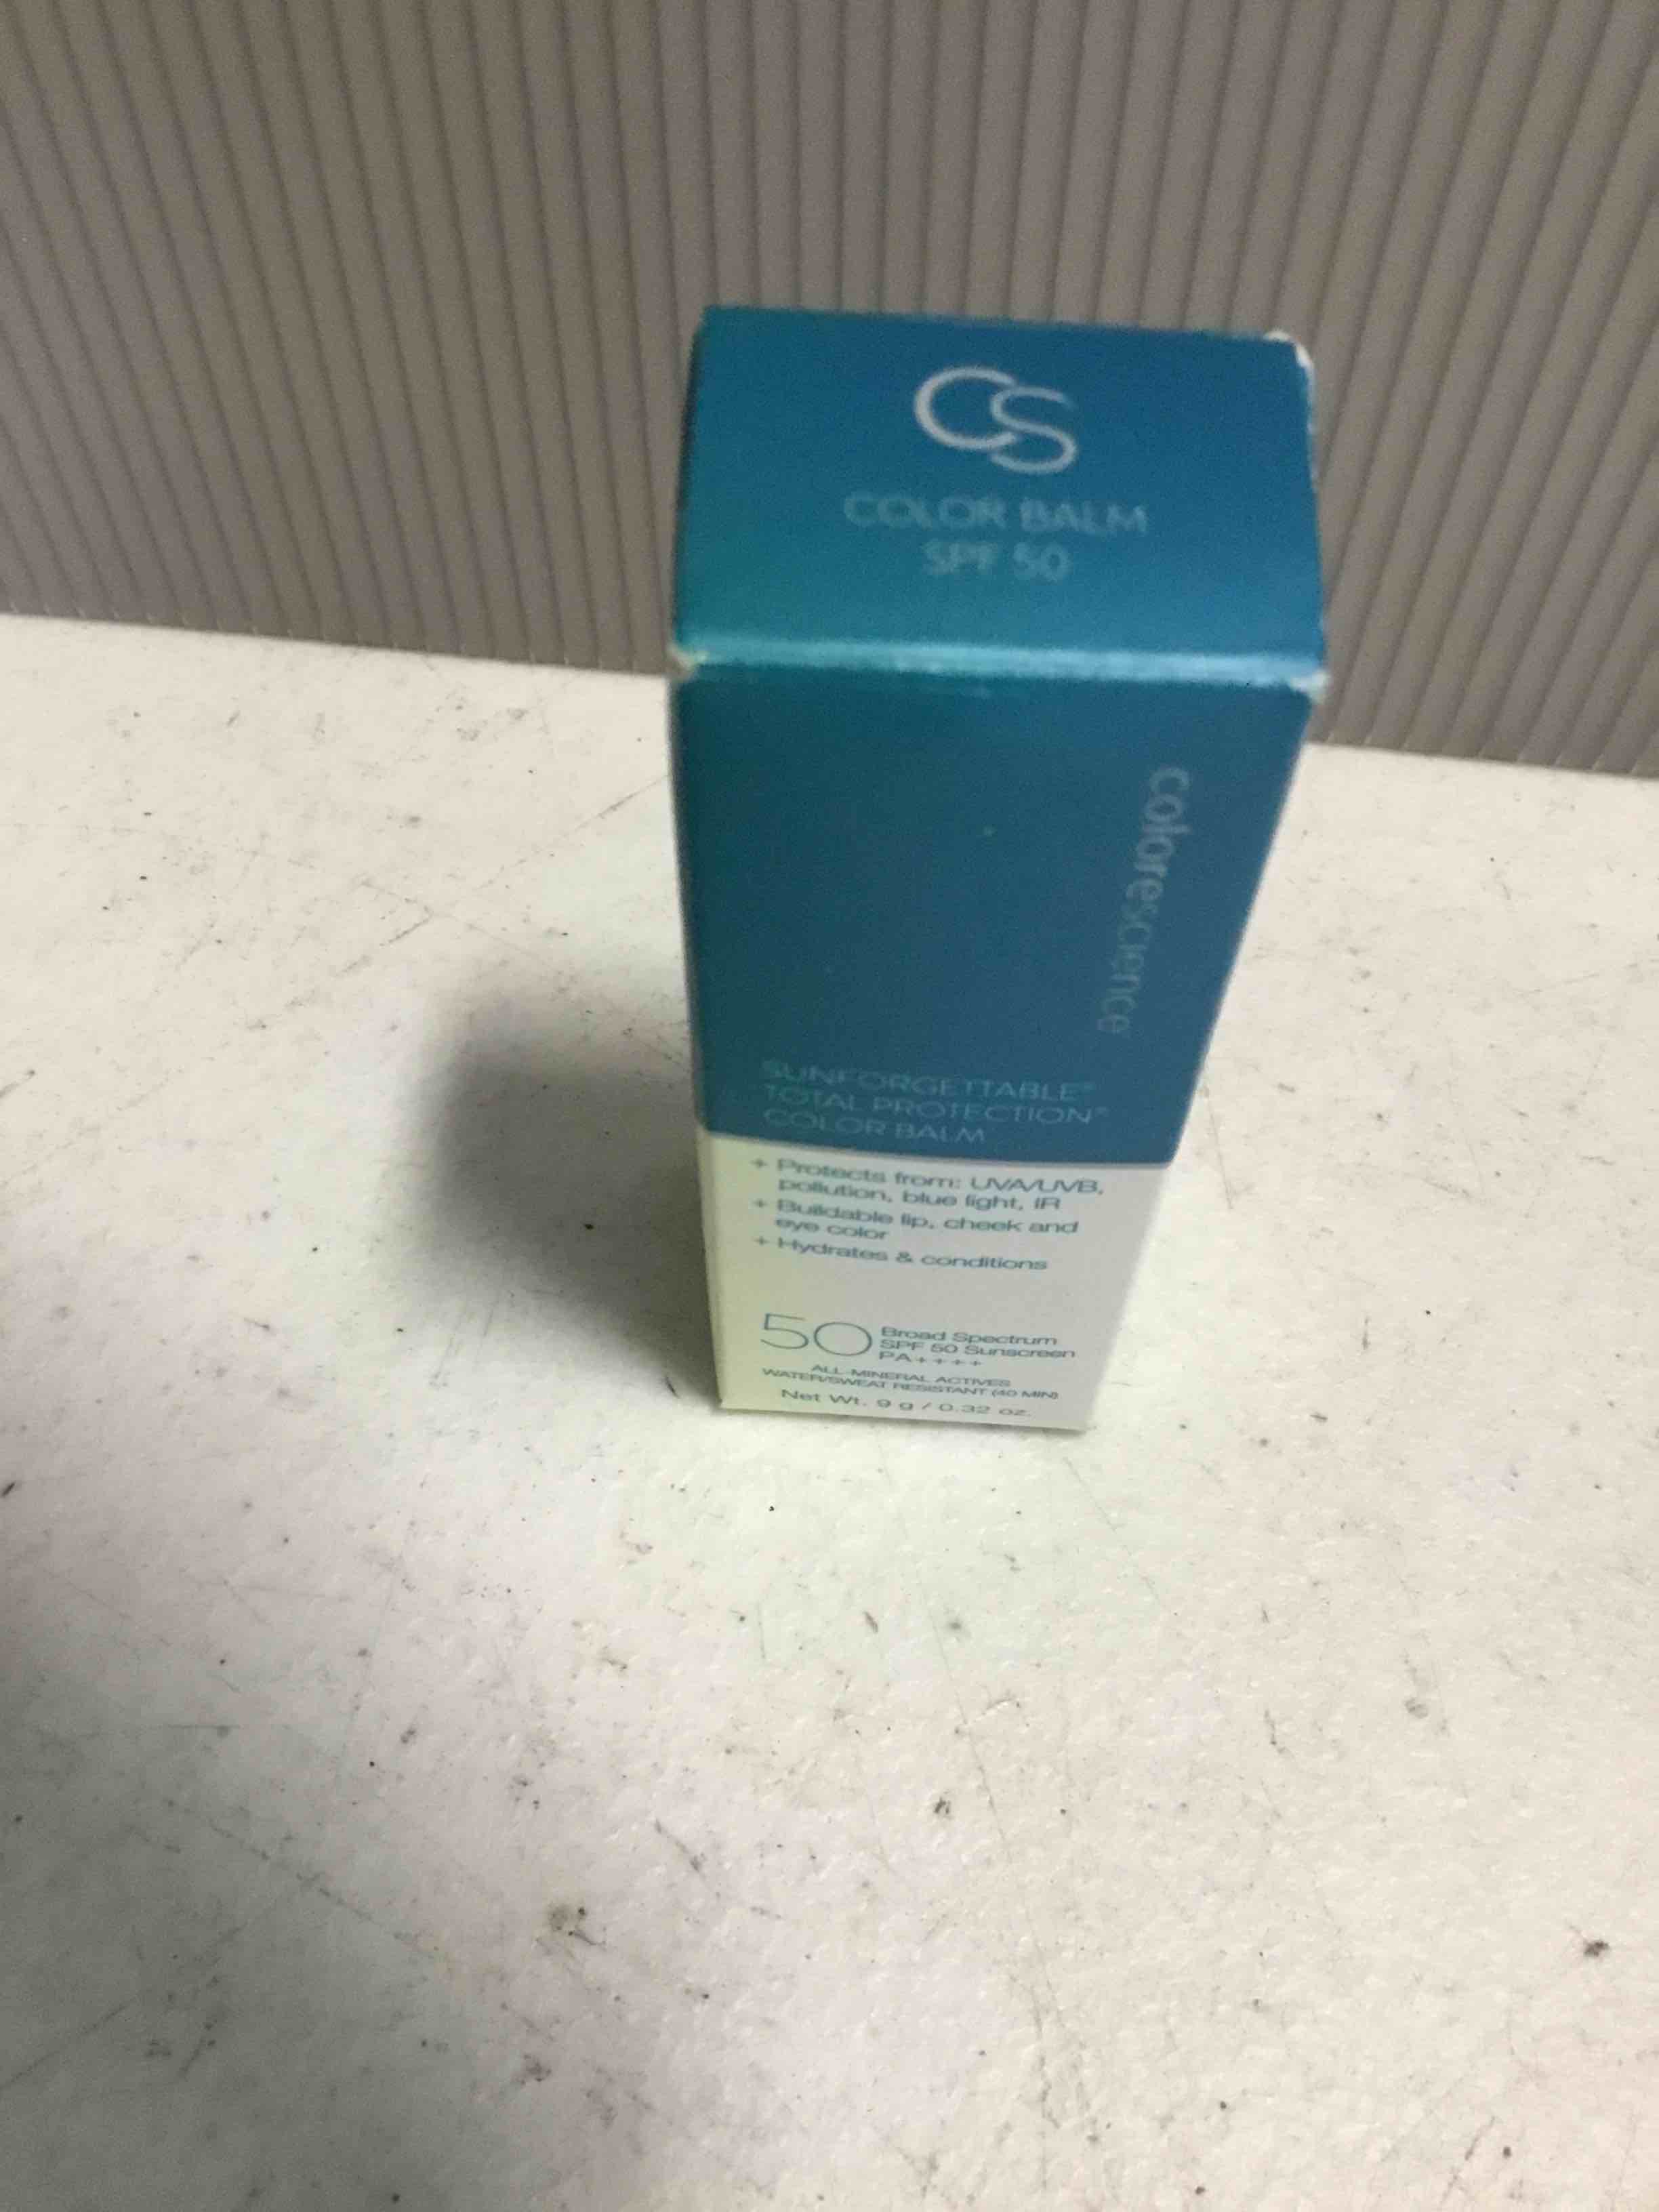 CS
COLOR BALM
SPF 50
colorescience
SUNFORGETTABLE®
TOTAL PROTECTION®
COLOR BALM
+ Protects from: UVA/UVB,
pollution, blue light, IR
+ Buildable lip, cheek and
eye color
+ Hydrates & conditions
50 Broad Spectrum
SPF 50 Sunscreen
PA++++
ALL-MINERAL ACTIVES
WATER/SWEAT RESISTANT (40 MIN)
Net Wt. 9 g / 0.32 oz.